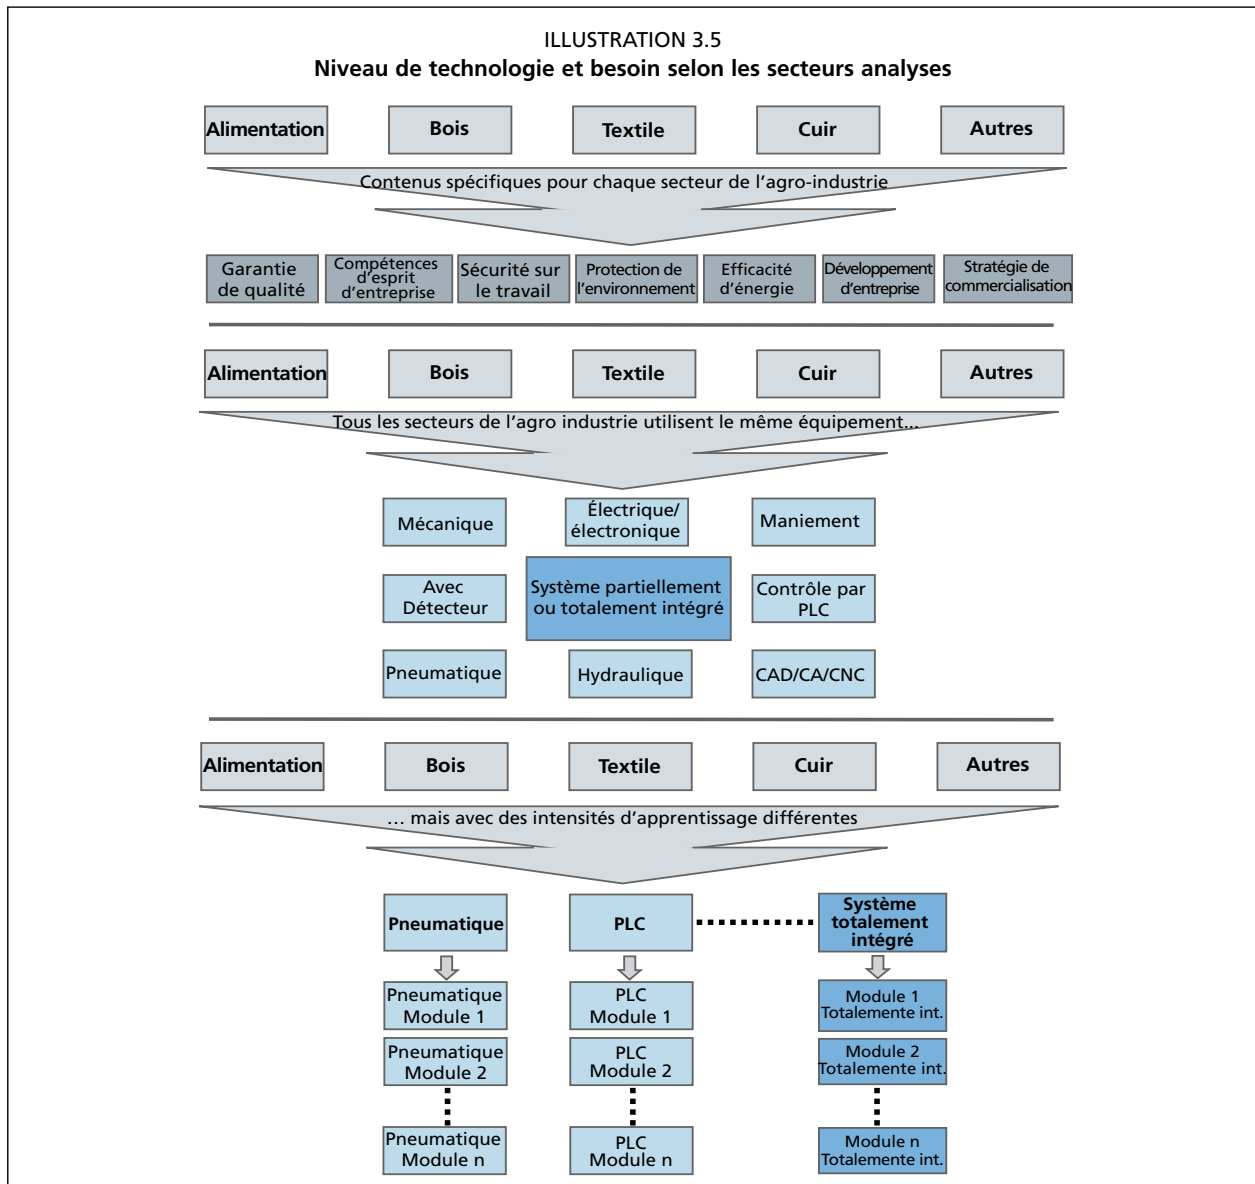 ILLUSTRATION 3.5
Niveau de technologie et besoin selon les secteurs analyses
Alimentation
Bois
Textile
Cuir
Autres
Contenus spécifiques pour chaque secteur de l'agro-industrie
Garantie
de qualité
Compétences
d'esprit
d'entreprise
Sécurité sur
le travail
Protection de
l'environnement
Efficacité
d'énergie
Développement
d'entreprise
Stratégie de
commercialisation
Alimentation
Bois
Textile
Cuir
Autres
Tous les secteurs de l'agro industrie utilisent le même équipement...
Mécanique
Électrique/
électronique
Maniement
Avec
Détecteur
Système partiellement
ou totalement intégré
Contrôle par
PLC
Pneumatique
Hydraulique
CAD/CA/CNC
Alimentation
Bois
Textile
Cuir
Autres
… mais avec des intensités d'apprentissage différentes
Pneumatique
PLC
Système
totalement
intégré
Pneumatique
Module 1
PLC
Module 1
Module 1
Totalemente int.
Pneumatique
Module 2
PLC
Module 2
Module 2
Totalemente int.
Pneumatique
Module n
PLC
Module n
Module n
Totalemente int.